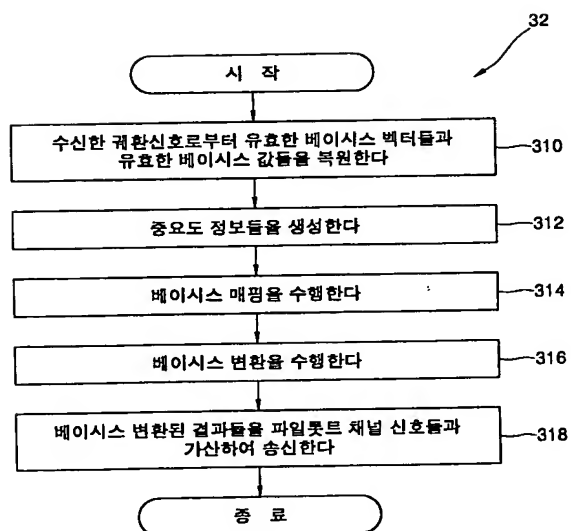 32
시 작
수신한 궤환신호로부터 유효한 베이시스 벡터들과
유효한 베이시스 값들을 복원한다
310
중요도 정보들을 생성한다
312
베이시스 매핑을 수행한다
314
베이시스 변환을 수행한다
316
베이시스 변환된 결과들을 파일롯트 채널 신호들과
가산하여 송신한다
318
종 료